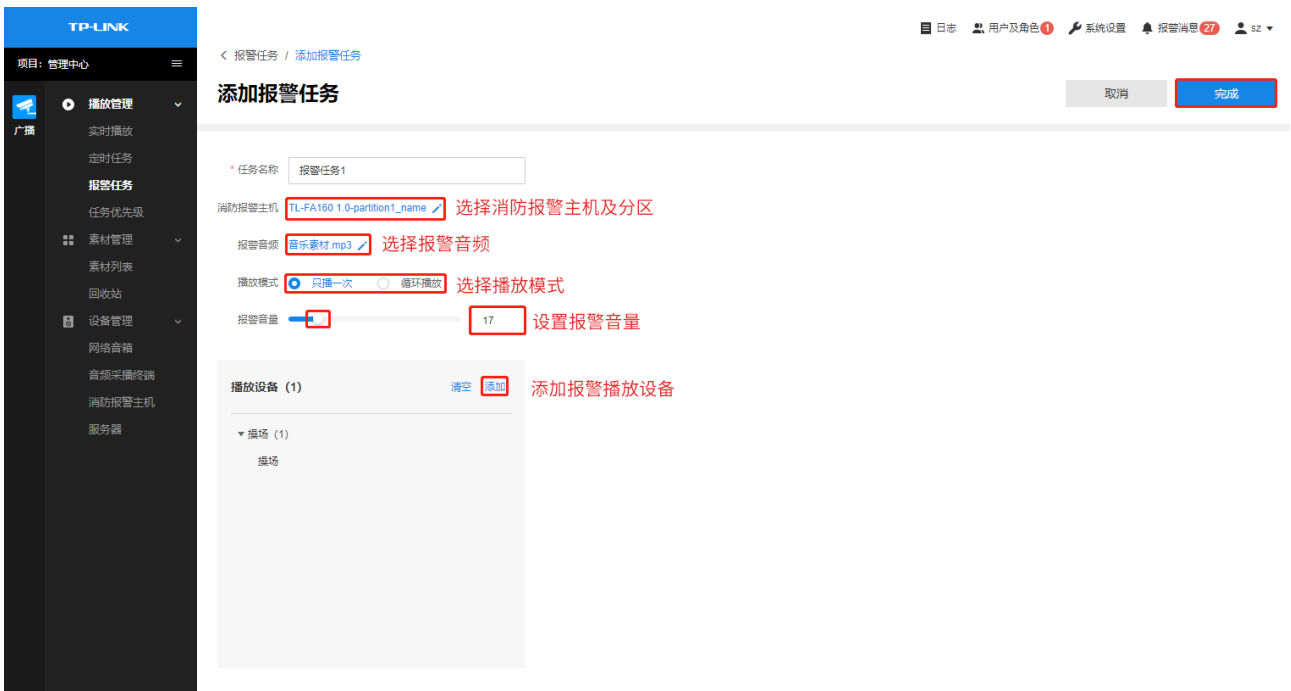 TP-LINK
日志 用户及角色 1 系统设置 报警消息 27 sz
项目: 管理中心
< 报警任务 / 添加报警任务
添加报警任务
取消 完成
广播
播放管理
实时播放
定时任务
报警任务
任务优先级
素材管理
素材列表
回收站
设备管理
网络音箱
音频采播终端
消防报警主机
服务器
* 任务名称 报警任务1
消防报警主机 TL-FA160 1.0-partition1_name 选择消防报警主机及分区
报警音频 音乐素材.mp3 选择报警音频
播放模式 只播一次 循环播放 选择播放模式
报警音量 17 设置报警音量
播放设备 (1) 清空 添加 添加报警播放设备
操场 (1)
操场